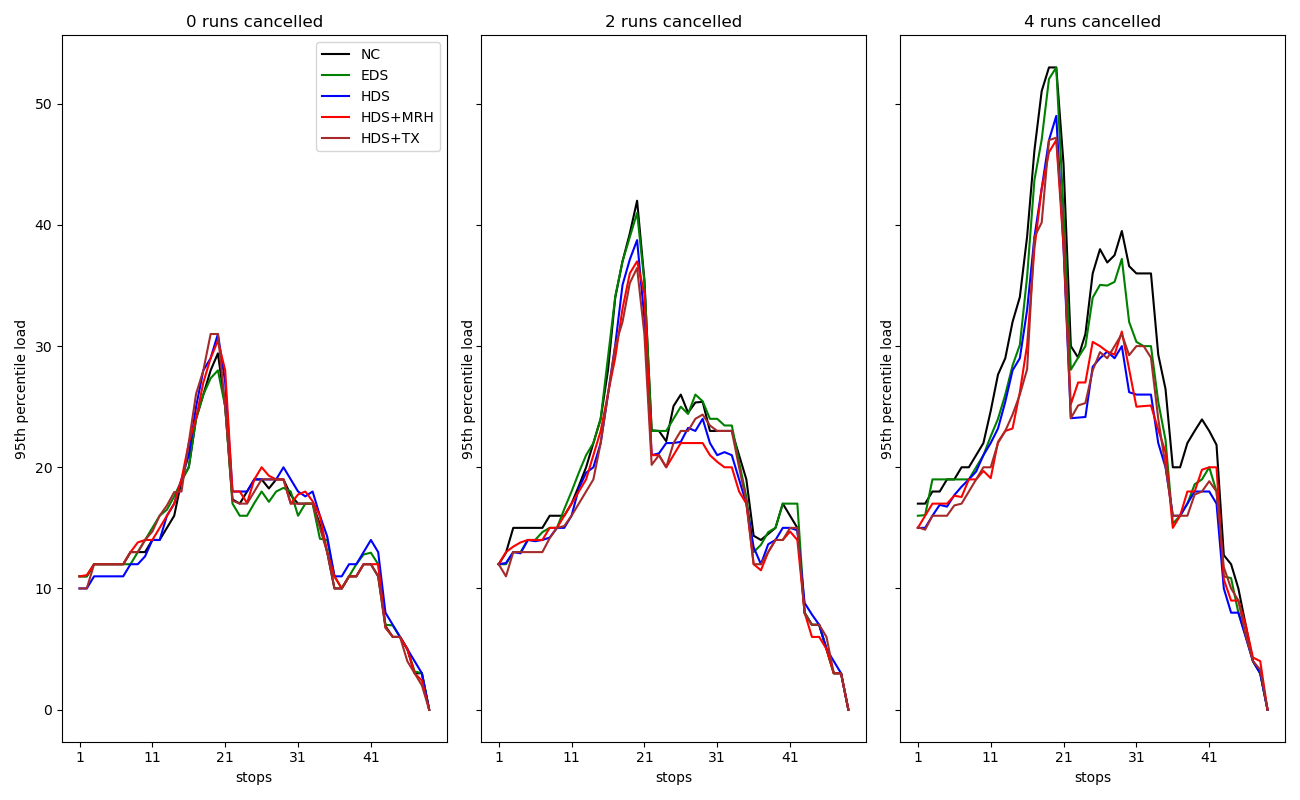 0 runs cancelled
2 runs cancelled
4 runs cancelled
NC
EDS
HDS
HDS+MRH
HDS+TX
95th percentile load
95th percentile load
95th percentile load
50
40
30
20
10
0
1 11 21 31 41
1 11 21 31 41
1 11 21 31 41
stops
stops
stops